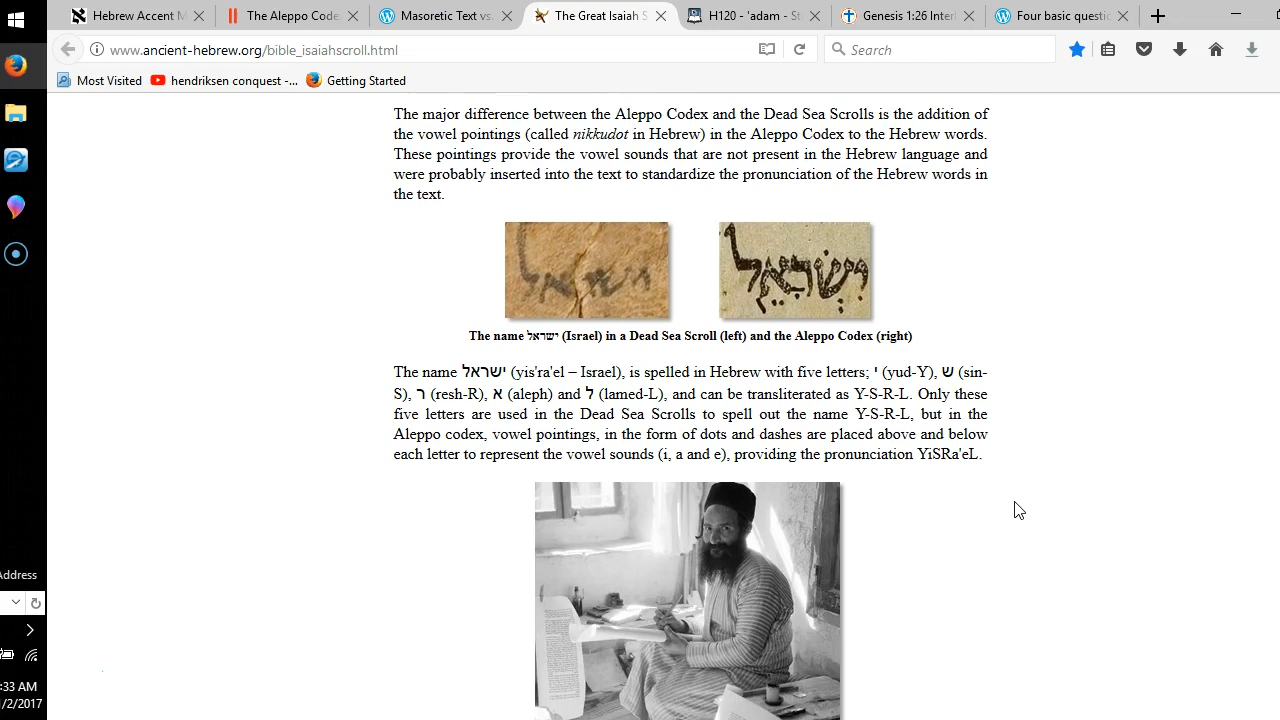 Hebrew Accent M
The Aleppo Code
Masoretic Text vs.
The Great Isaiah S
H120 - 'adam - St
Genesis 1:26 Inter
Four basic questio
www.ancient-hebrew.org/bible_isaiahscroll.html
Search
Most Visited
hendriksen conquest -...
Getting Started
The major difference between the Aleppo Codex and the Dead Sea Scrolls is the addition of
the vowel pointings (called nikkudot in Hebrew) in the Aleppo Codex to the Hebrew words.
These pointings provide the vowel sounds that are not present in the Hebrew language and
were probably inserted into the text to standardize the pronunciation of the Hebrew words in
the text.
ישראל
יִשְׂרָאֵל
The name ישראל (Israel) in a Dead Sea Scroll (left) and the Aleppo Codex (right)
The name ישראל (yis'ra'el – Israel), is spelled in Hebrew with five letters; י (yud-Y), ש (sin-
S), ר (resh-R), א (aleph) and ל (lamed-L), and can be transliterated as Y-S-R-L. Only these
five letters are used in the Dead Sea Scrolls to spell out the name Y-S-R-L, but in the
Aleppo codex, vowel pointings, in the form of dots and dashes are placed above and below
each letter to represent the vowel sounds (i, a and e), providing the pronunciation YiSRa'eL.
Address
:33 AM
1/2/2017